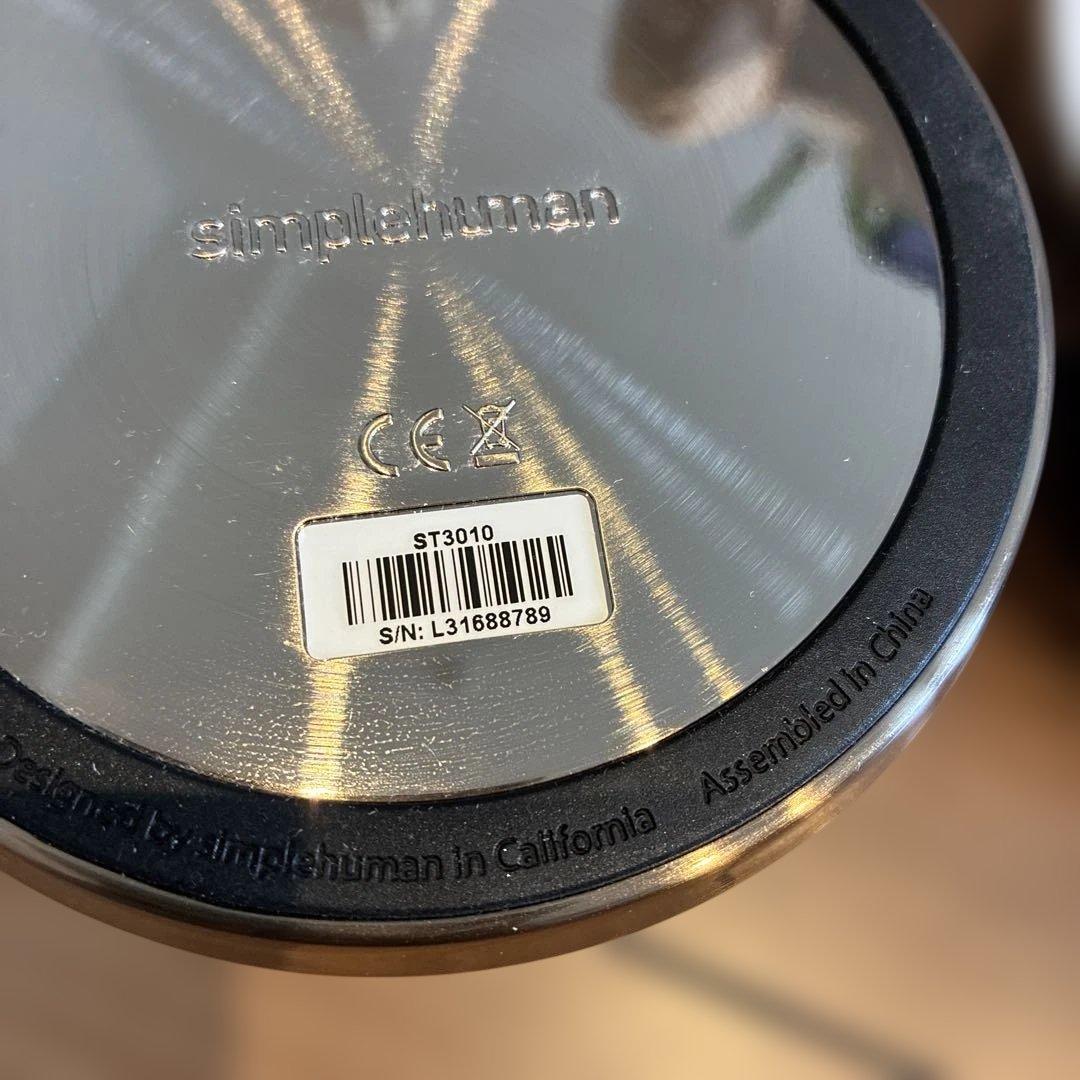 simplehuman
CE
ST3010
S/N: L31688789
Designed by simplehuman in California
Assembled in China